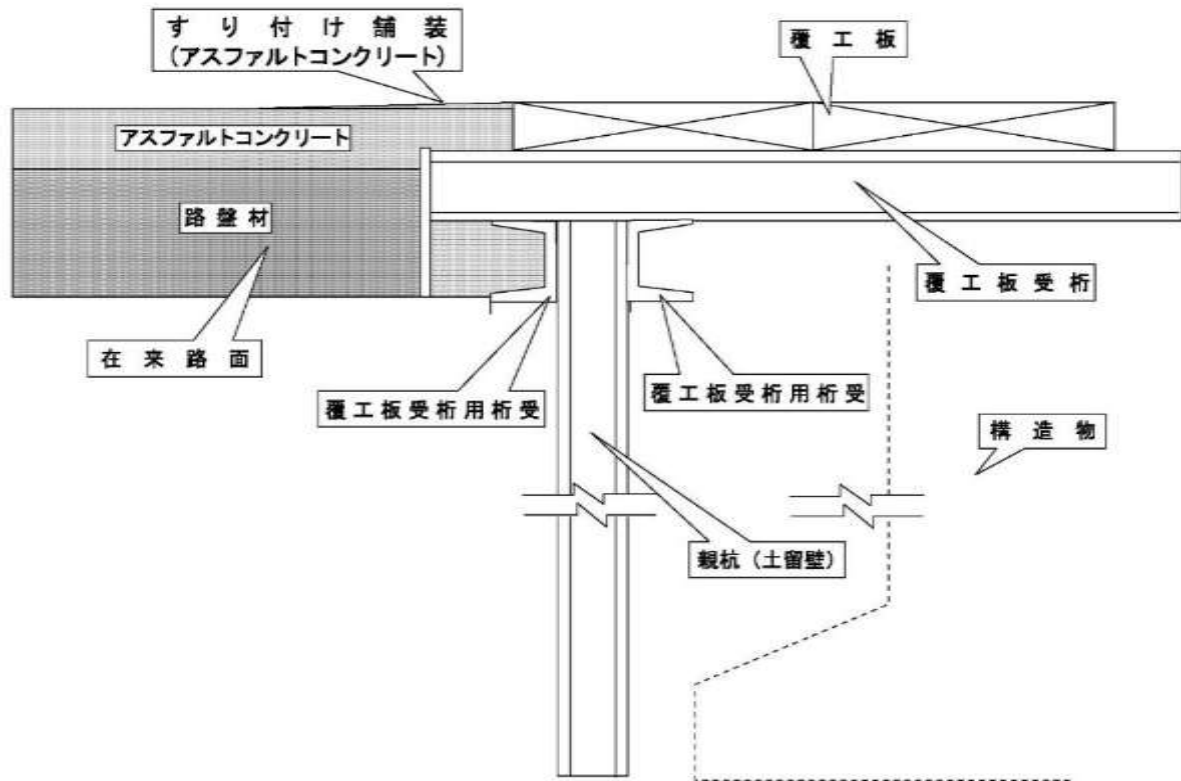 すり付け舗装
(アスファルトコンクリート)
覆工板
アスファルトコンクリート
路盤材
覆工板受桁
在来路面
覆工板受桁用桁受
覆工板受桁用桁受
構造物
親杭(土留壁)